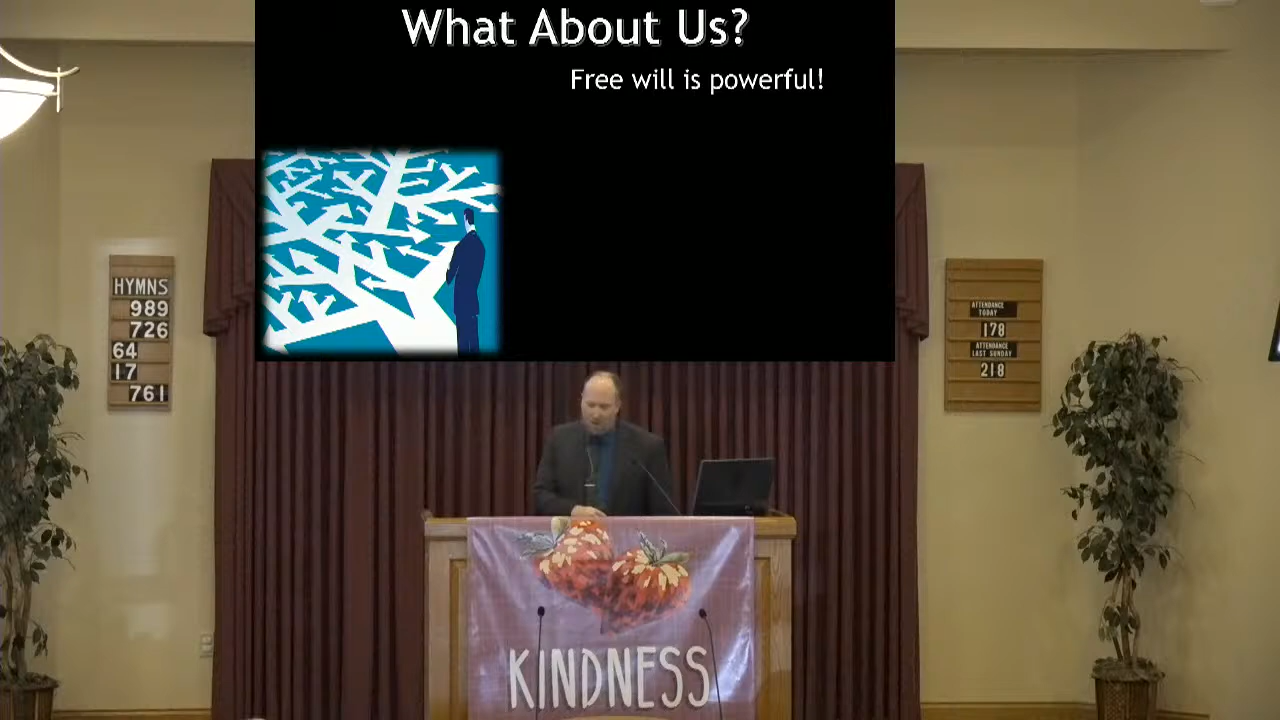 What About Us?
Free will is powerful!
HYMNS
989
726
64
17
761
ATTENDANCE
TODAY
178
ATTENDANCE
LAST SUNDAY
218
KINDNESS